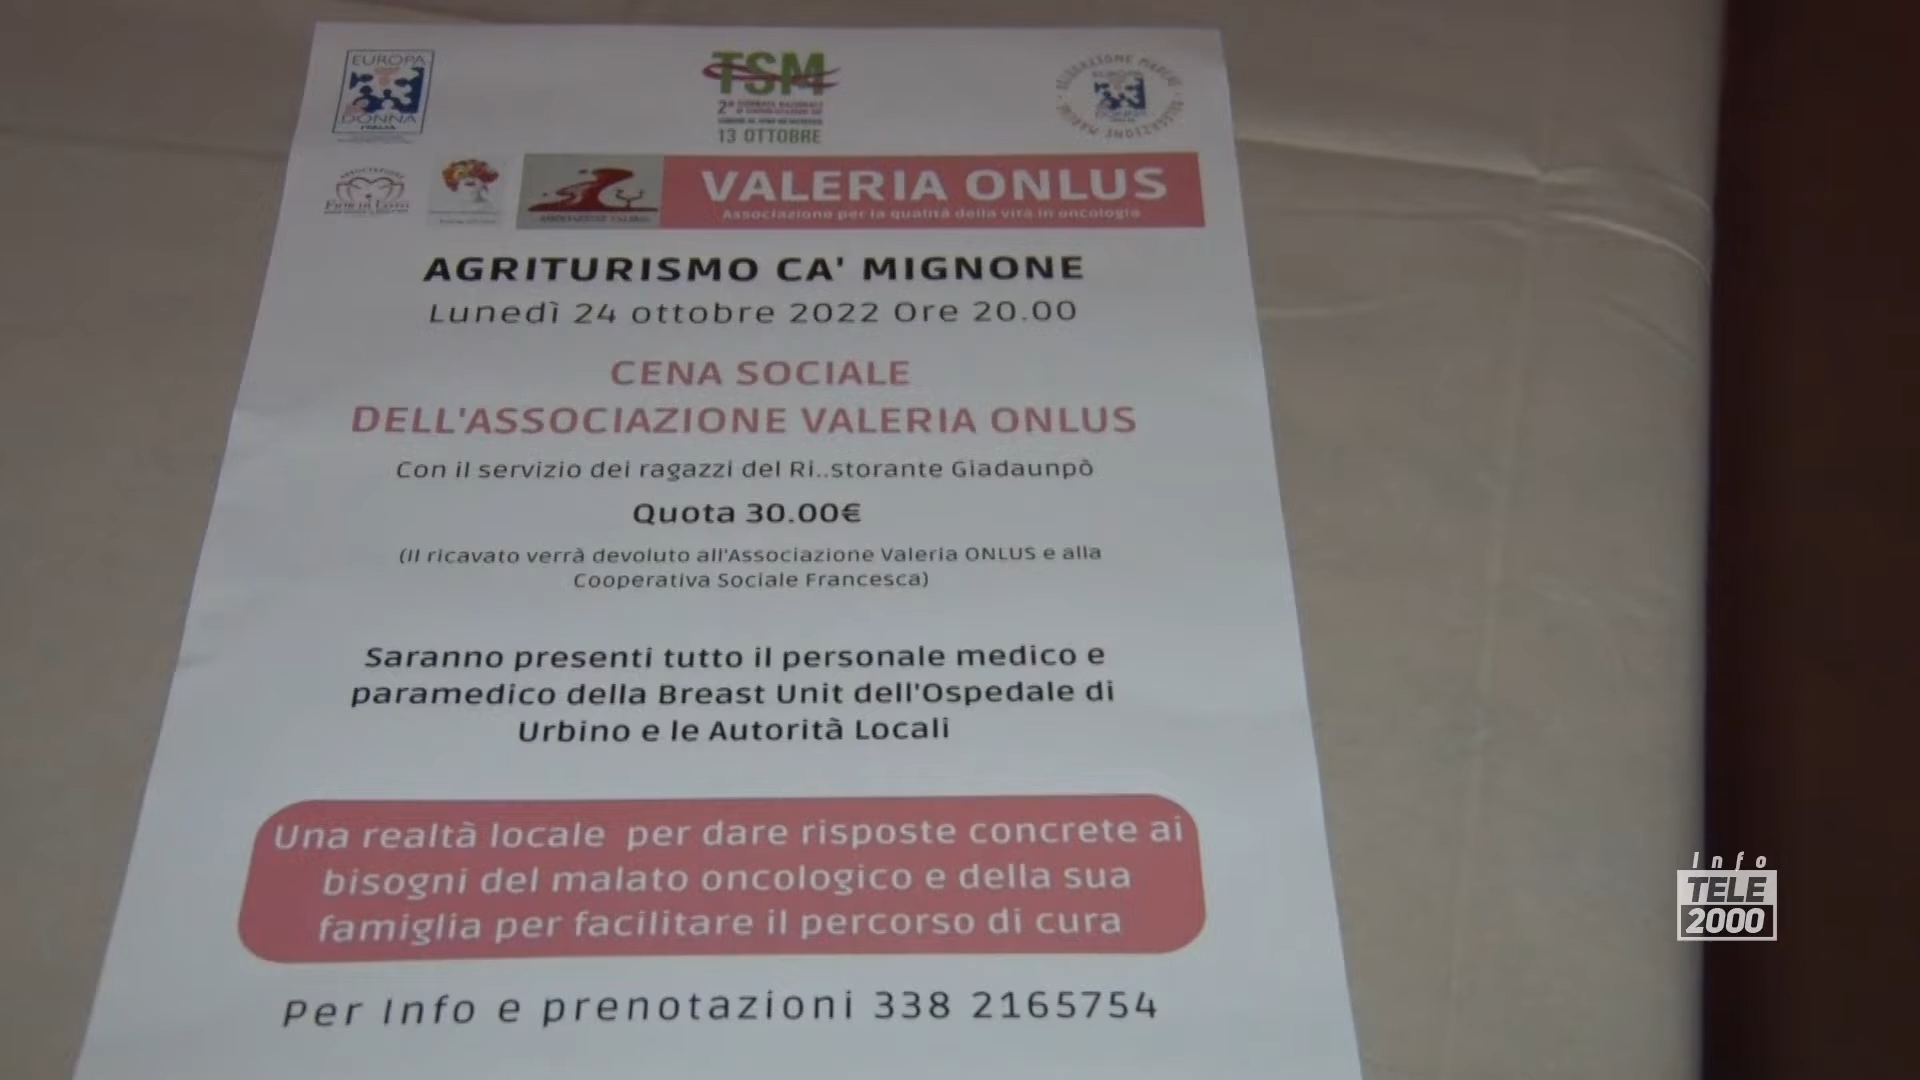 EUROPA
DONNA
ITALIA
TSM
13 OTTOBRE
VALERIA ONLUS
Associazione per la qualità della vita in oncologia
AGRITURISMO CA' MIGNONE
Lunedì 24 ottobre 2022 Ore 20.00
CENA SOCIALE
DELL'ASSOCIAZIONE VALERIA ONLUS
Con il servizio dei ragazzi del Ri..storante Giadaunpò
Quota 30.00€
(Il ricavato verrà devoluto all'Associazione Valeria ONLUS e alla
Cooperativa Sociale Francesca)
Saranno presenti tutto il personale medico e
paramedico della Breast Unit dell'Ospedale di
Urbino e le Autorità Locali
Una realtà locale per dare risposte concrete ai
bisogni del malato oncologico e della sua
famiglia per facilitare il percorso di cura
Per Info e prenotazioni 338 2165754
Info
TELE
2000